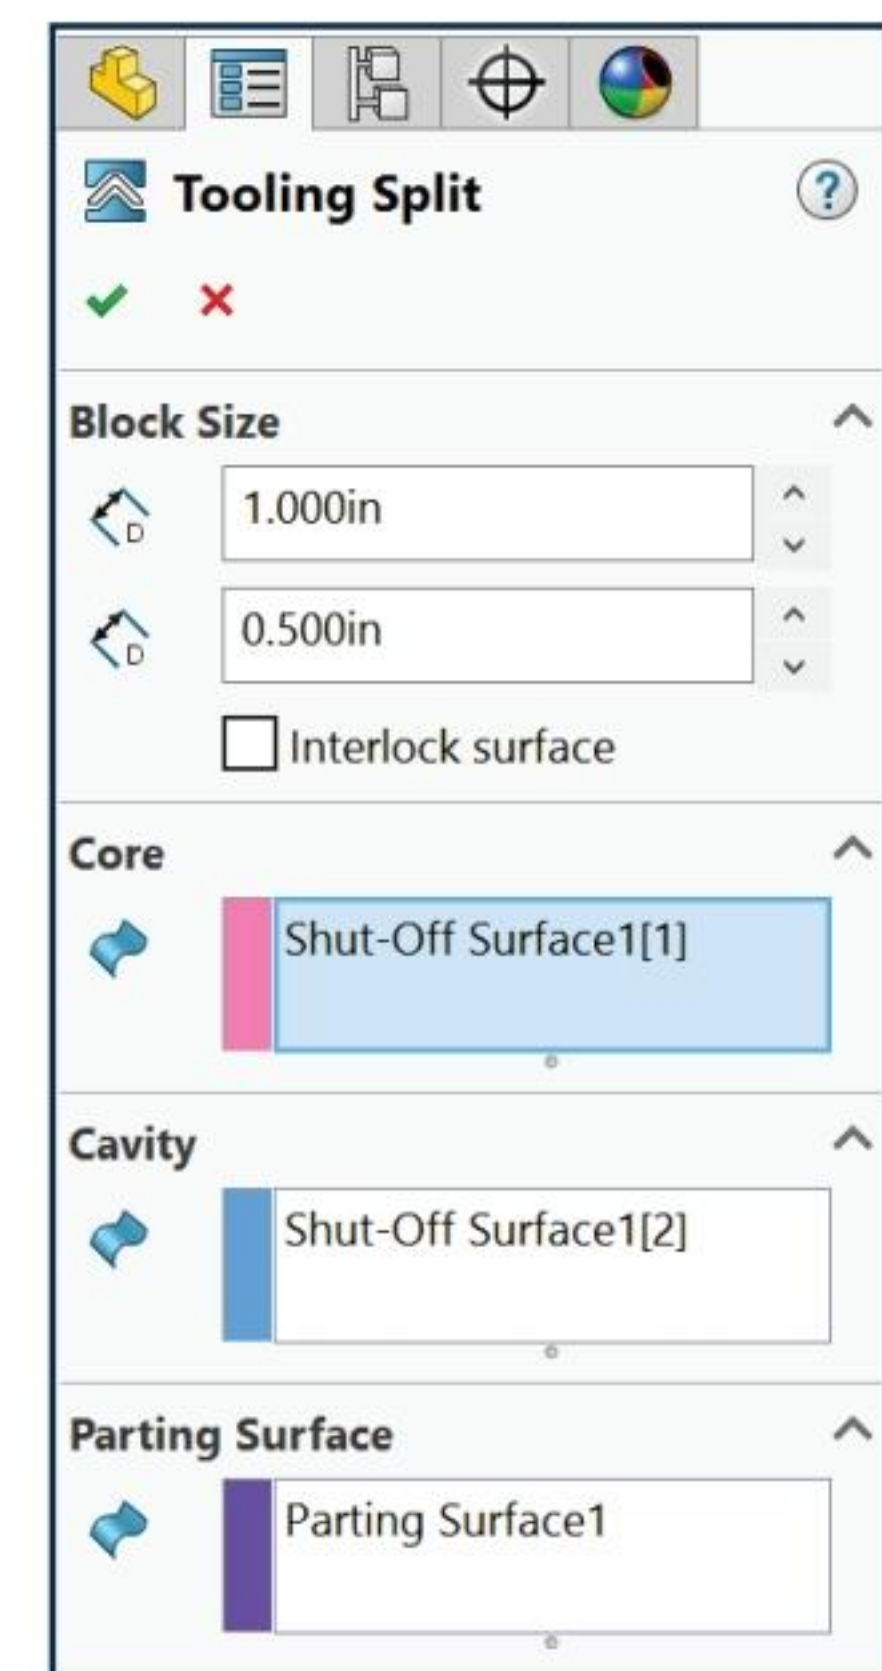 Tooling Split
?
Block Size
D
1.000in
D
0.500in
Interlock surface
Core
Shut-Off Surface1[1]
Cavity
Shut-Off Surface1[2]
Parting Surface
Parting Surface1